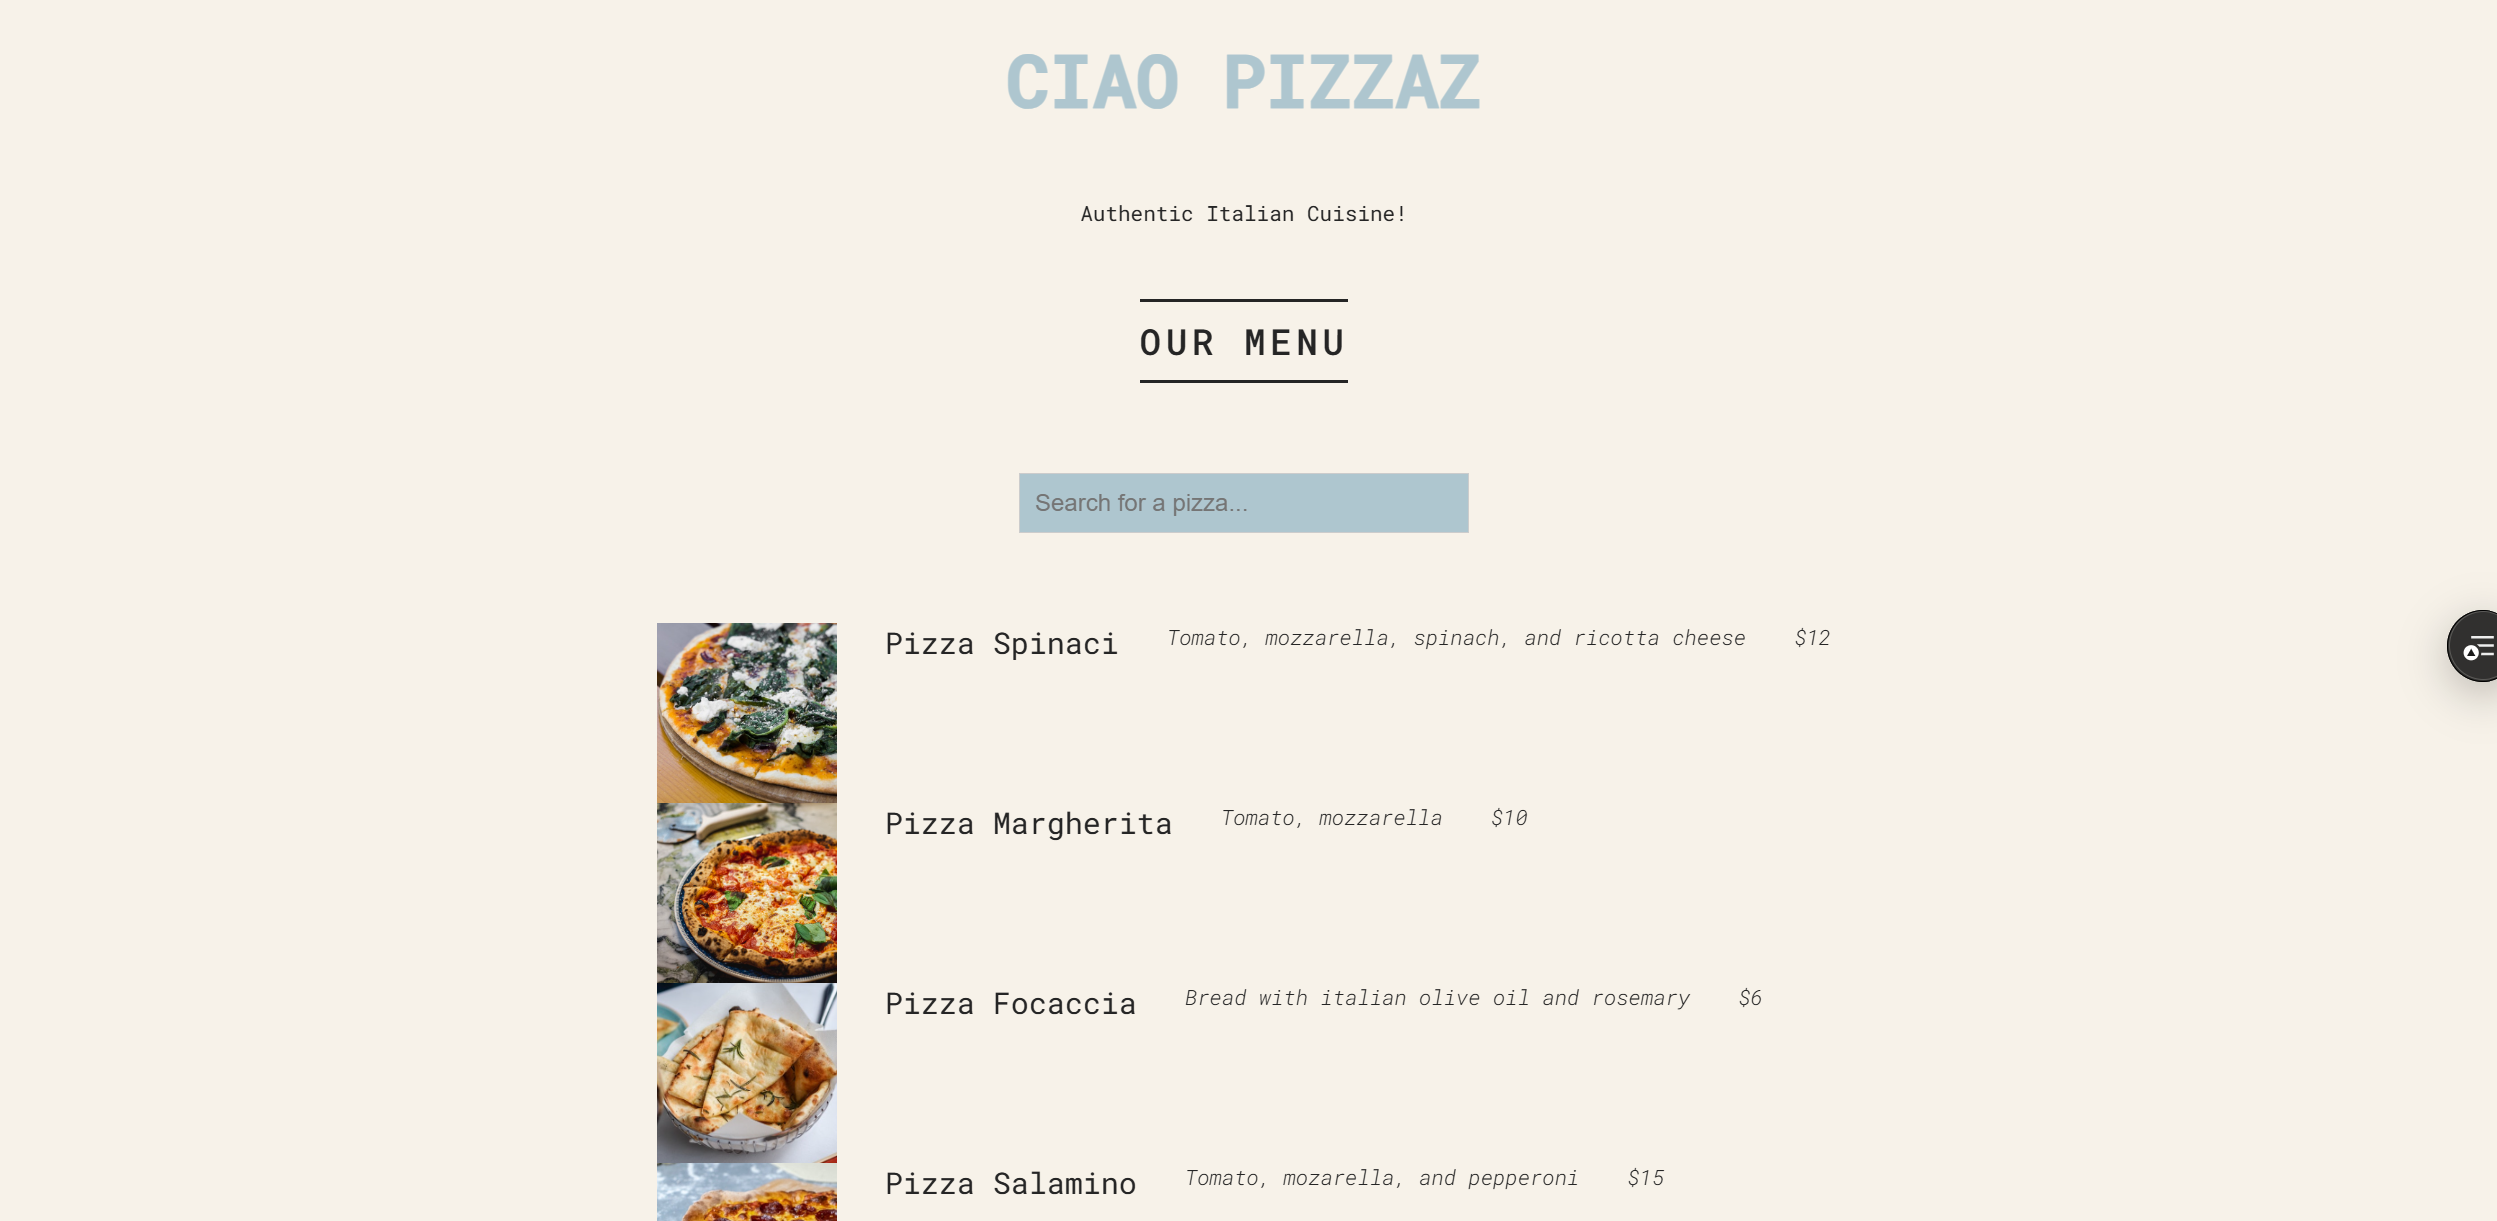 CIAO PIZZAZ
Authentic Italian Cuisine!
OUR MENU
Search for a pizza...
Pizza Spinaci Tomato, mozzarella, spinach, and ricotta cheese $12
Pizza Margherita Tomato, mozzarella $10
Pizza Focaccia Bread with italian olive oil and rosemary $6
Pizza Salamino Tomato, mozarella, and pepperoni $15